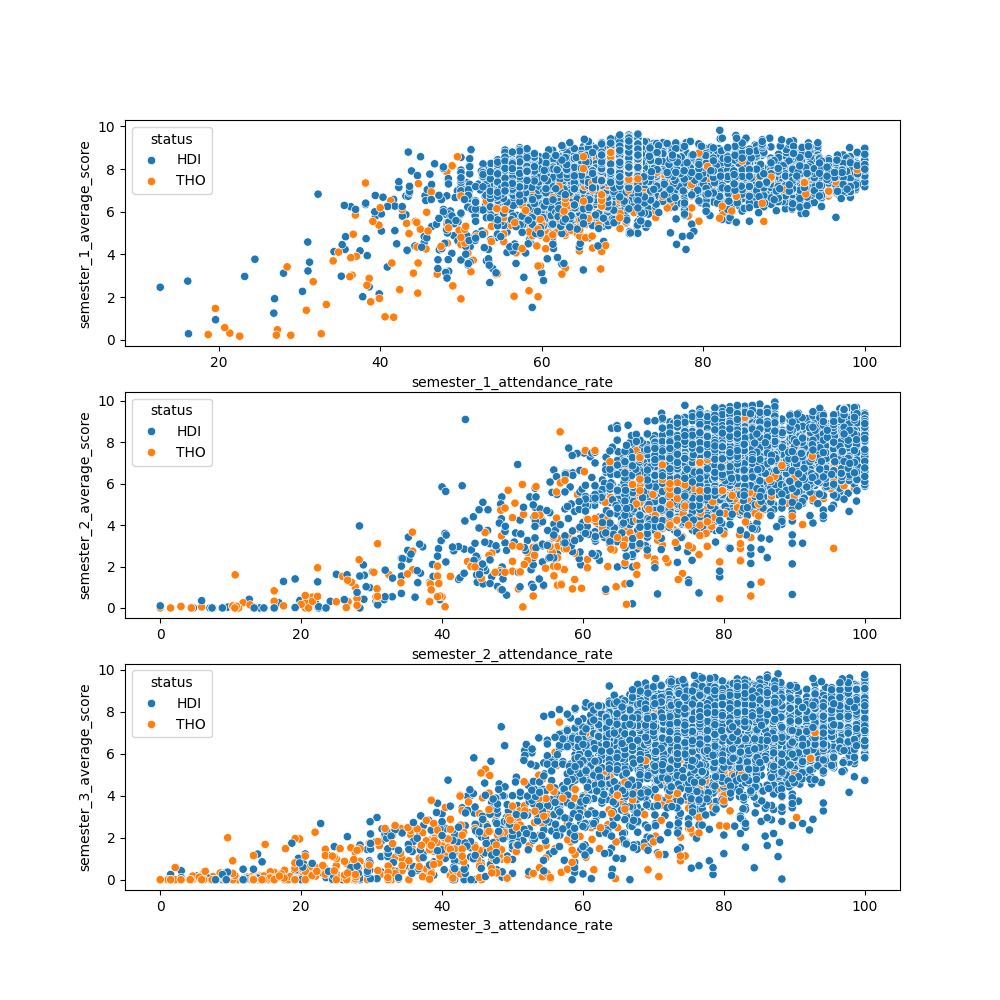 semester_1_average_score
10
8
6
4
2
0
status
HDI
THO
20
40
60
80
100
semester_1_attendance_rate
semester_2_average_score
10
8
6
4
2
0
status
HDI
THO
0
20
40
60
80
100
semester_2_attendance_rate
semester_3_average_score
10
8
6
4
2
0
status
HDI
THO
0
20
40
60
80
100
semester_3_attendance_rate